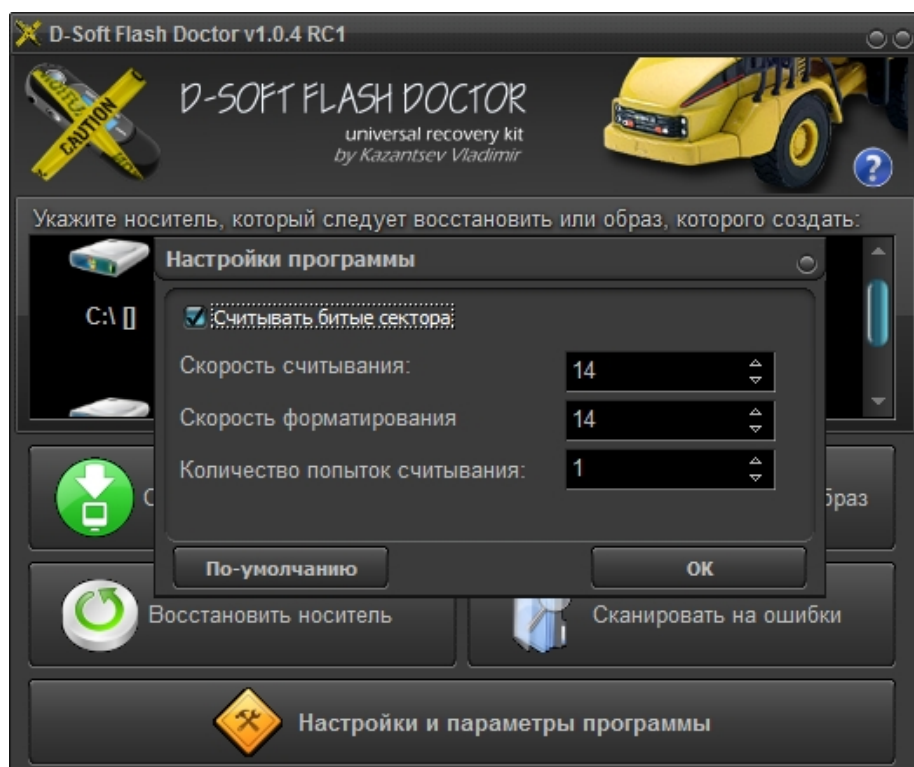 D-Soft Flash Doctor v1.0.4 RC1
D-SOFT FLASH DOCTOR
universal recovery kit
by Kazantsev Vladimir
CAUTION
?
Укажите носитель, который следует восстановить или образ, которого создать:
C:\ []
Настройки программы
Считывать битые сектора
Скорость считывания: 14
Скорость форматирования 14
Количество попыток считывания: 1
По-умолчанию
OK
С
браз
Восстановить носитель
Сканировать на ошибки
Настройки и параметры программы